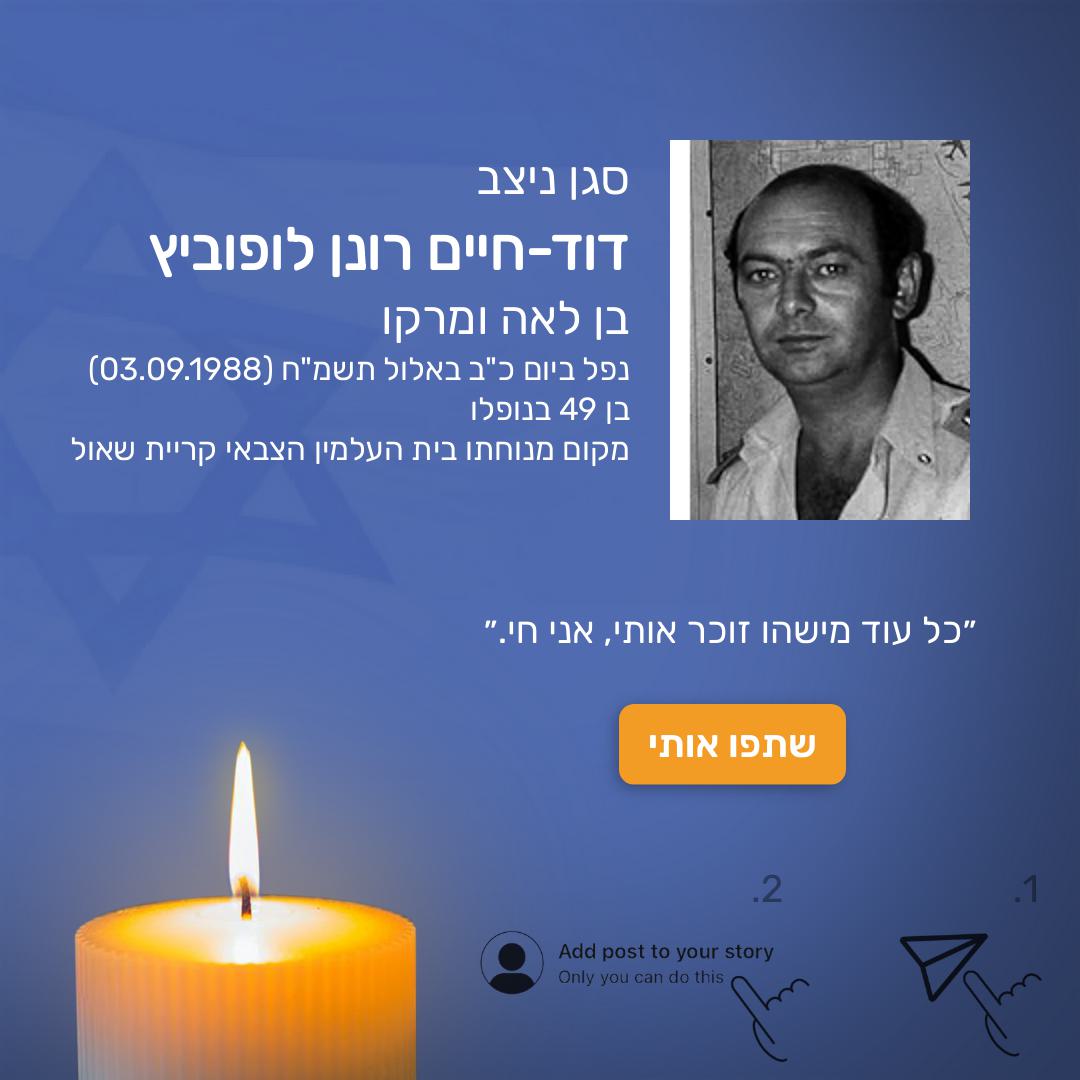 סגן ניצב
דוד-חיים רונן לופוביץ
בן לאה ומרקו
נפל ביום כ"ב באלול תשמ"ח (03.09.1988)
בן 49 בנופלו
מקום מנוחתו בית העלמין הצבאי קריית שאול
״כל עוד מישהו זוכר אותי, אני חי.״
שתפו אותי
1.
2.
Add post to your story
Only you can do this